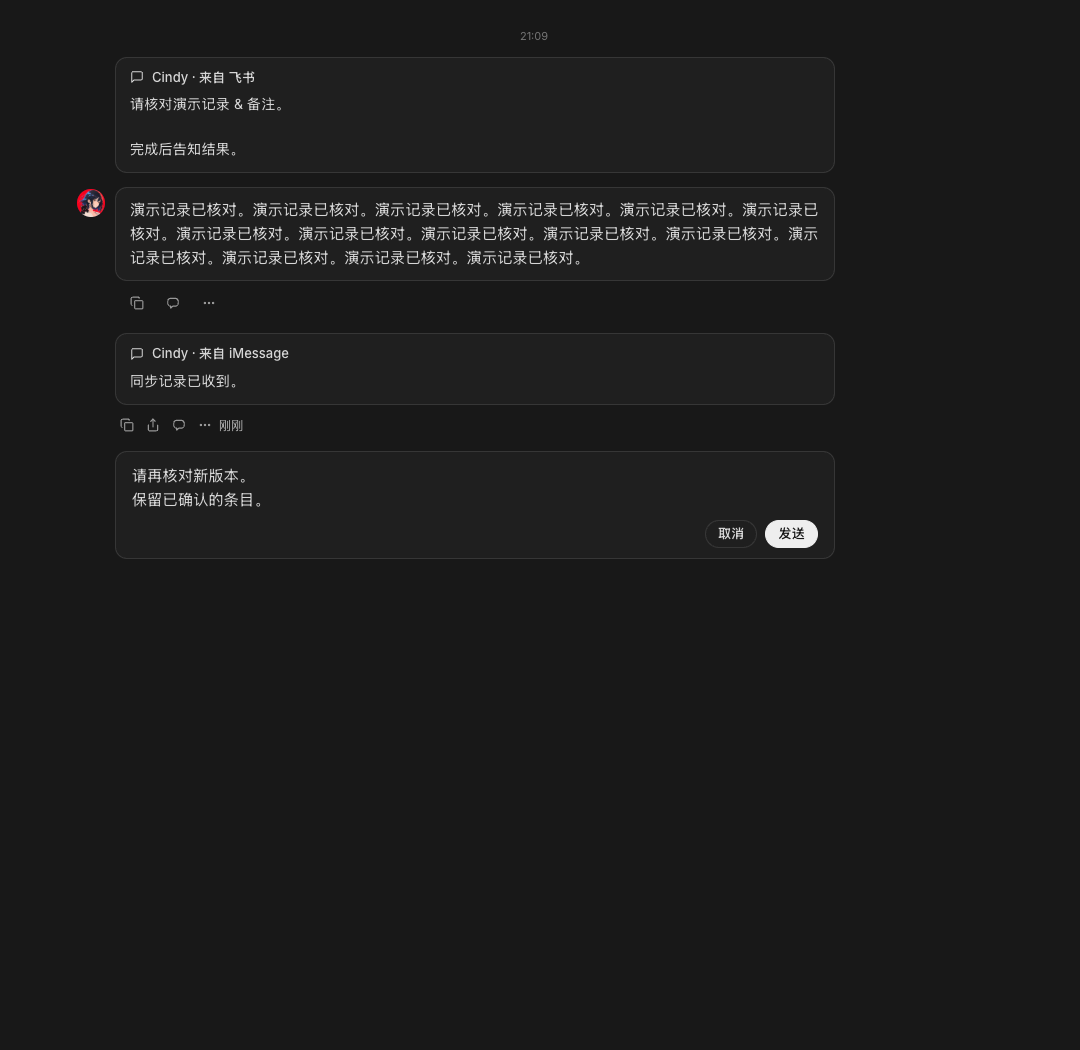 21:09
Cindy · 来自 飞书
请核对演示记录 & 备注。
完成后告知结果。
演示记录已核对。演示记录已核对。演示记录已核对。演示记录已核对。演示记录已核对。演示记录已
核对。演示记录已核对。演示记录已核对。演示记录已核对。演示记录已核对。演示记录已核对。演示
记录已核对。演示记录已核对。演示记录已核对。演示记录已核对。
Cindy · 来自 iMessage
同步记录已收到。
刚刚
请再核对新版本。
保留已确认的条目。
取消 发送